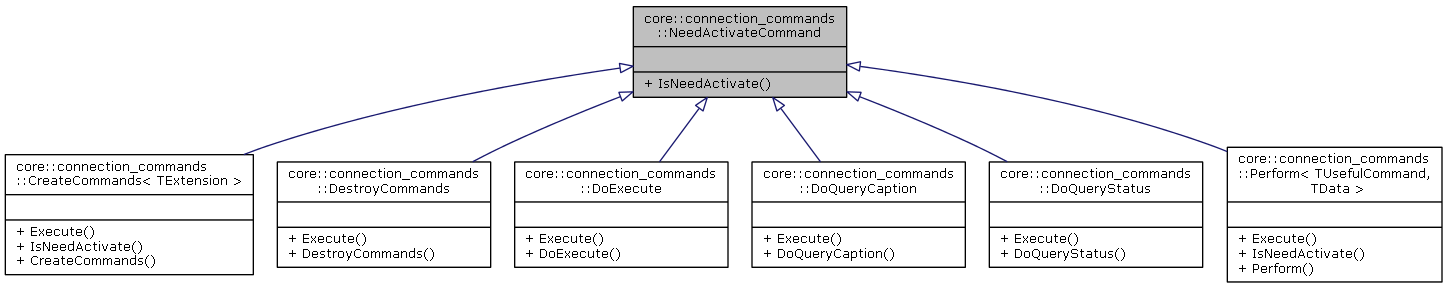 core::connection_commands
::NeedActivateCommand
+ IsNeedActivate()
core::connection_commands
::CreateCommands< TExtension >
+ Execute()
+ IsNeedActivate()
+ CreateCommands()
core::connection_commands
::DestroyCommands
+ Execute()
+ DestroyCommands()
core::connection_commands
::DoExecute
+ Execute()
+ DoExecute()
core::connection_commands
::DoQueryCaption
+ Execute()
+ DoQueryCaption()
core::connection_commands
::DoQueryStatus
+ Execute()
+ DoQueryStatus()
core::connection_commands
::Perform< TUsefulCommand,
TData >
+ Execute()
+ IsNeedActivate()
+ Perform()